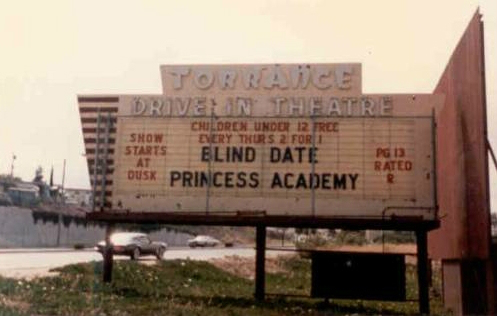 TORRANCE
DRIVE-IN THEATRE
CHILDREN UNDER 12 FREE
EVERY THURS 2 FOR 1
SHOW
STARTS
AT
DUSK
BLIND DATE
PRINCESS ACADEMY
PG 13
RATED
R